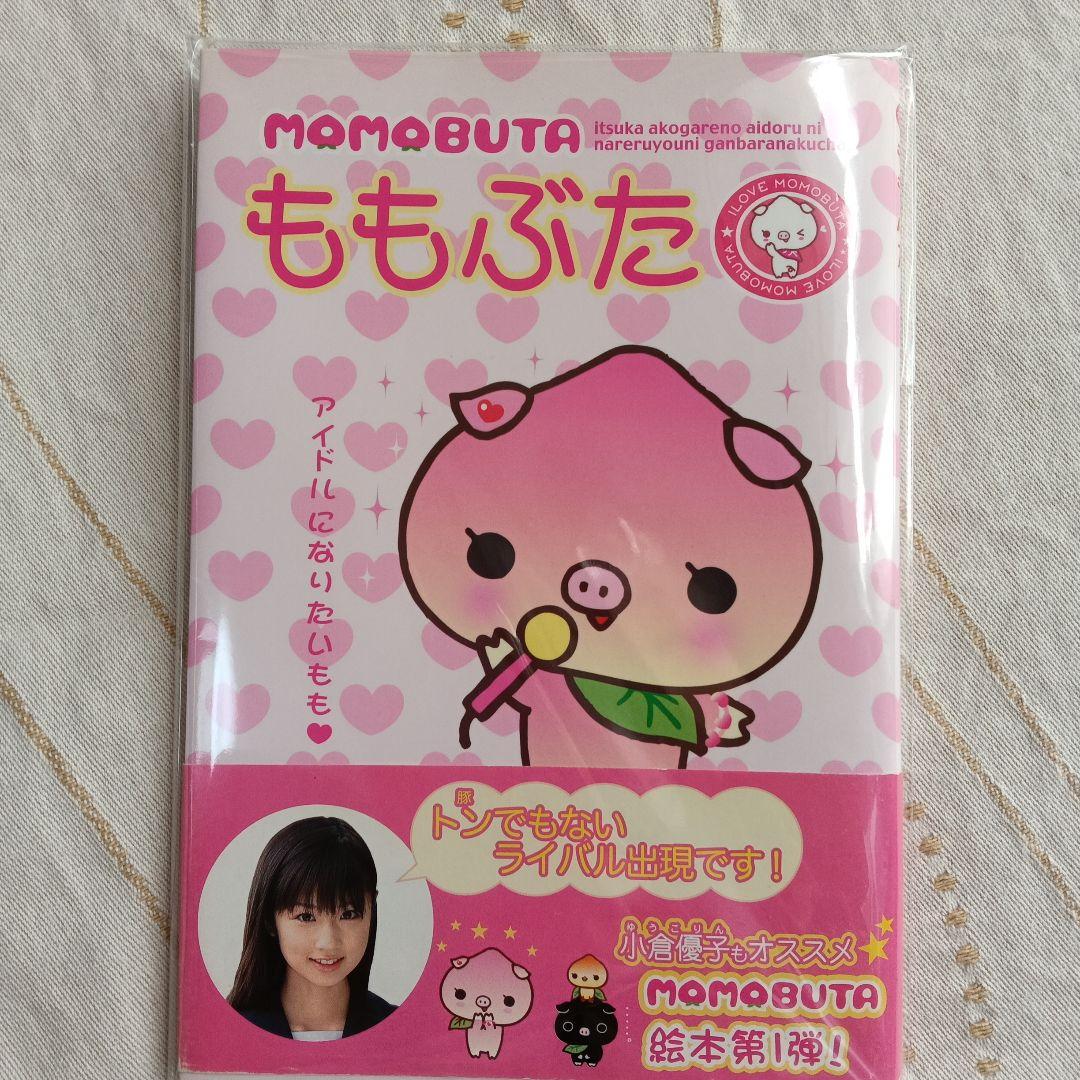 MOMOBUTA
itsuka akogareno aidoru ni
nareruyouni ganbaranakucha
ももぶた
I LOVE MOMOBUTA ★ I LOVE MOMOBUTA ★
アイドルになりたいもも♥
豚
トンでもない
ライバル出現です!
ゆうこりん
小倉優子もオススメ
MOMOBUTA
絵本第1弾!